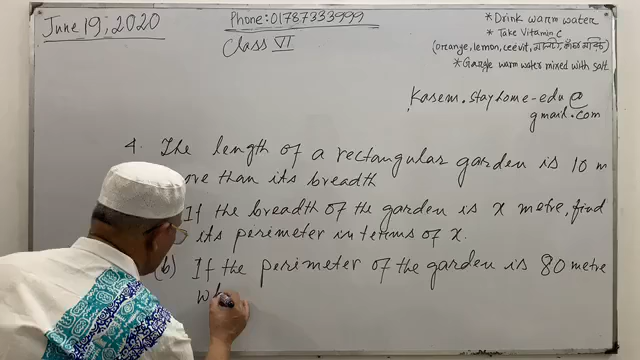 June 19, 2020
Phone: 01787333999
Class VI
*Drink warm water
* Take Vitamin C
(orange, lemon, ceevit,
* Gargle warm water mixed with salt
Kasem.stayhome-edu@
gmail.com
4. The length of a rectangular garden is 10 m
ore than its breadth
If the breadth of the garden is x metre, find
its perimeter in terms of x.
(b) If the perimeter of the garden is 80 metre